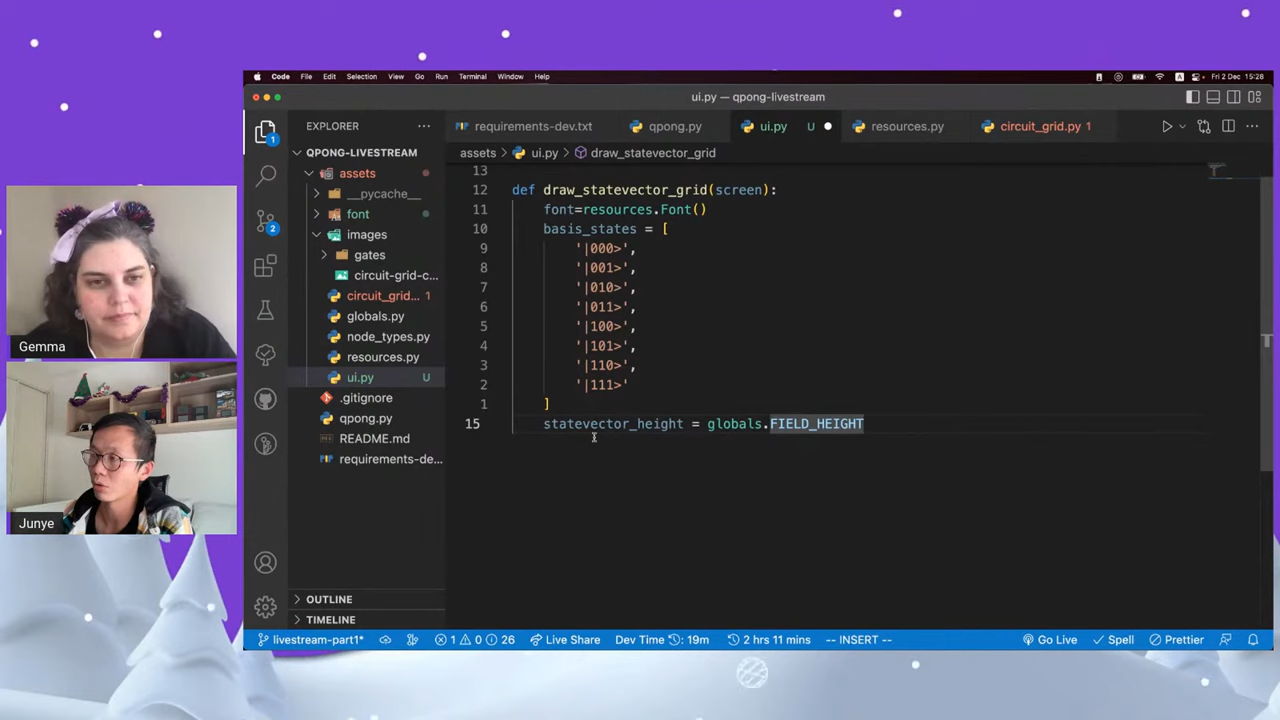 Code File Edit Selection View Go Run Terminal Window Help
Fri 2 Dec 15:28
ui.py — qpong-livestream
EXPLORER
requirements-dev.txt
qpong.py
ui.py U
resources.py
circuit_grid.py 1
assets > ui.py > draw_statevector_grid
QPONG-LIVESTREAM
assets
__pycache__
font
images
gates
circuit-grid-c...
circuit_grid... 1
globals.py
node_types.py
resources.py
ui.py U
.gitignore
qpong.py
README.md
requirements-de...
OUTLINE
TIMELINE
1
2
13
12 def draw_statevector_grid(screen):
11 font=resources.Font()
10 basis_states = [
9 '|000>',
8 '|001>',
7 '|010>',
6 '|011>',
5 '|100>',
4 '|101>',
3 '|110>',
2 '|111>'
1 ]
15 statevector_height = globals.FIELD_HEIGHT
Gemma
Junye
livestream-part1* 1 0 26 Live Share Dev Time : 19m 2 hrs 11 mins -- INSERT -- Go Live Spell Prettier